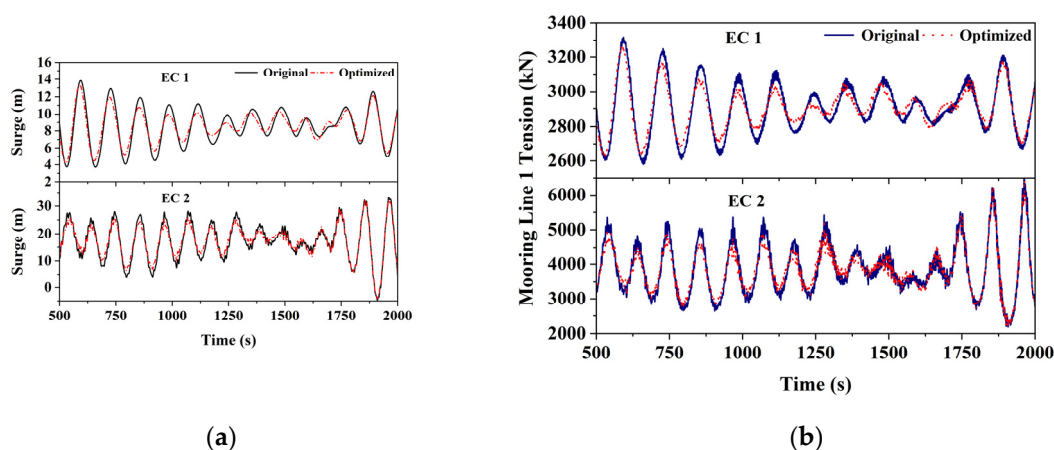 EC 1
Original
Optimized
16
14
12
10
8
6
4
2
Surge (m)
EC 2
30
20
10
0
Surge (m)
500 750 1000 1250 1500 1750 2000
Time (s)
(a)
EC 1
Original
Optimized
3400
3200
3000
2800
2600
EC 2
6000
5000
4000
3000
2000
Mooring Line 1 Tension (kN)
500 750 1000 1250 1500 1750 2000
Time (s)
(b)